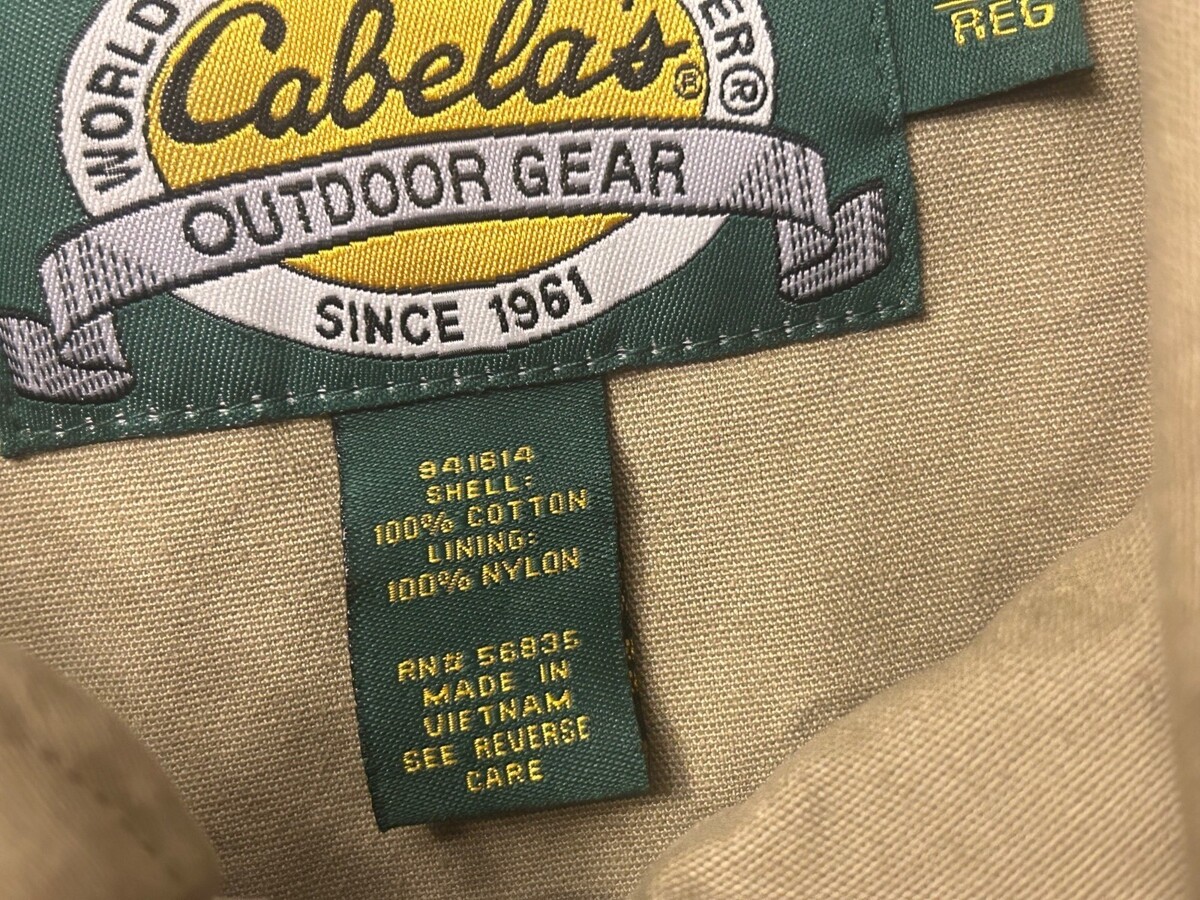 WORLD
ER®
Cabela's®
OUTDOOR GEAR
SINCE 1961
REG
941614
SHELL:
100% COTTON
LINING:
100% NYLON
RN# 56835
MADE IN
VIETNAM
SEE REVERSE
CARE